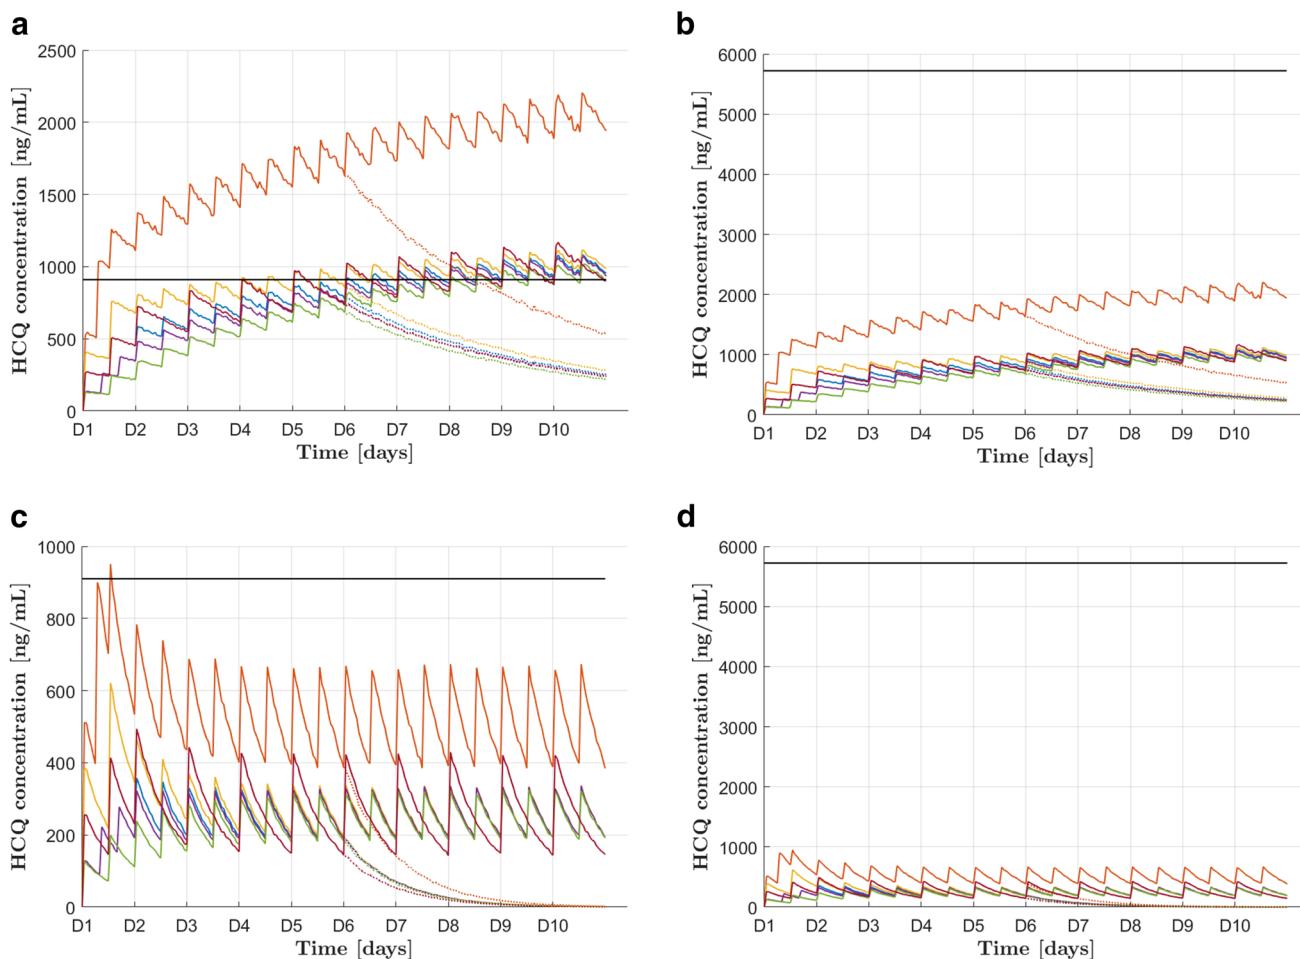 a
HCQ concentration [ng/mL]
2500
2000
1500
1000
500
0
D1 D2 D3 D4 D5 D6 D7 D8 D9 D10
Time [days]
b
HCQ concentration [ng/mL]
6000
5000
4000
3000
2000
1000
0
D1 D2 D3 D4 D5 D6 D7 D8 D9 D10
Time [days]
c
HCQ concentration [ng/mL]
1000
800
600
400
200
0
D1 D2 D3 D4 D5 D6 D7 D8 D9 D10
Time [days]
d
HCQ concentration [ng/mL]
6000
5000
4000
3000
2000
1000
0
D1 D2 D3 D4 D5 D6 D7 D8 D9 D10
Time [days]